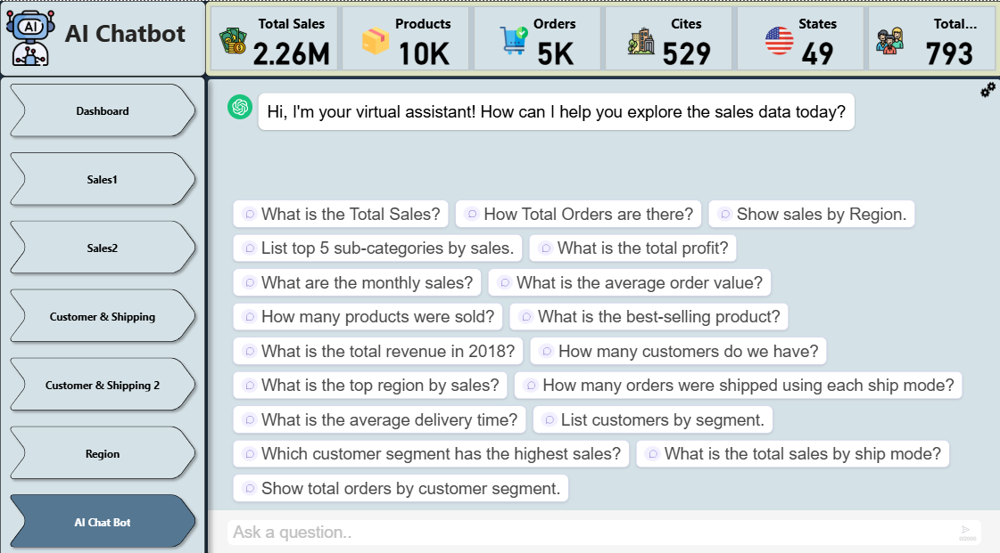 AI
AI Chatbot
Total Sales
2.26M
Products
10K
Orders
5K
Cites
529
States
49
Total...
793
Dashboard
Sales1
Sales2
Customer & Shipping
Customer & Shipping 2
Region
AI Chat Bot
Hi, I'm your virtual assistant! How can I help you explore the sales data today?
What is the Total Sales?
How Total Orders are there?
Show sales by Region.
List top 5 sub-categories by sales.
What is the total profit?
What are the monthly sales?
What is the average order value?
How many products were sold?
What is the best-selling product?
What is the total revenue in 2018?
How many customers do we have?
What is the top region by sales?
How many orders were shipped using each ship mode?
What is the average delivery time?
List customers by segment.
Which customer segment has the highest sales?
What is the total sales by ship mode?
Show total orders by customer segment.
Ask a question..